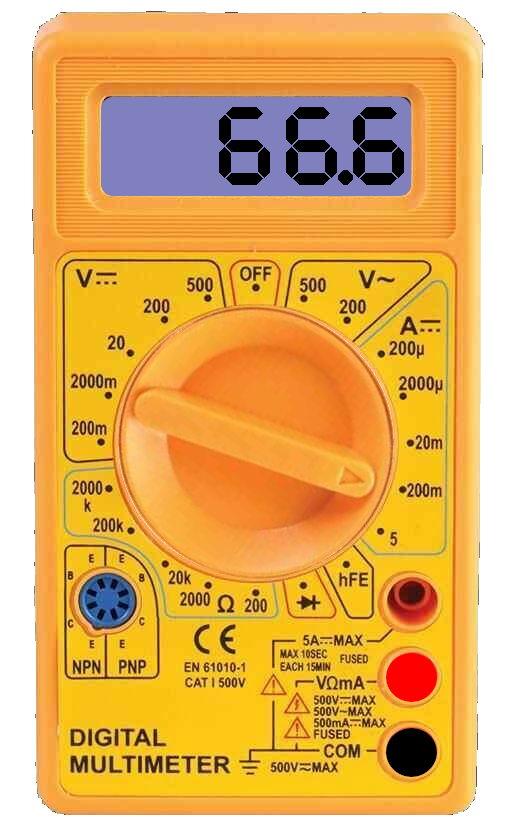 66.6
OFF
V⎓ 500 500 V~
200 200
A⎓
20 200µ
2000m 2000µ
200m 20m
2000k 200m
200k 5
20k hFE
2000 Ω 200
E E
B B
C C
E E
NPN PNP
CE
EN 61010-1
CAT I 500V
5A⎓MAX
MAX 10SEC
EACH 15MIN FUSED
VΩmA
500V⎓MAX
500V~MAX
500mA⎓MAX
FUSED
COM
500V≂MAX
DIGITAL
MULTIMETER